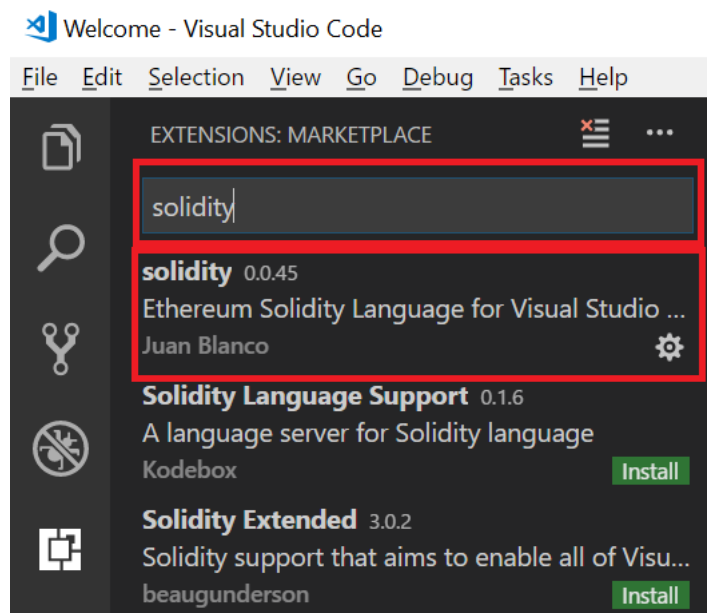 Welcome - Visual Studio Code
File Edit Selection View Go Debug Tasks Help
EXTENSIONS: MARKETPLACE
solidity
solidity 0.0.45
Ethereum Solidity Language for Visual Studio ...
Juan Blanco
Solidity Language Support 0.1.6
A language server for Solidity language
Kodebox Install
Solidity Extended 3.0.2
Solidity support that aims to enable all of Visu...
beaugunderson Install